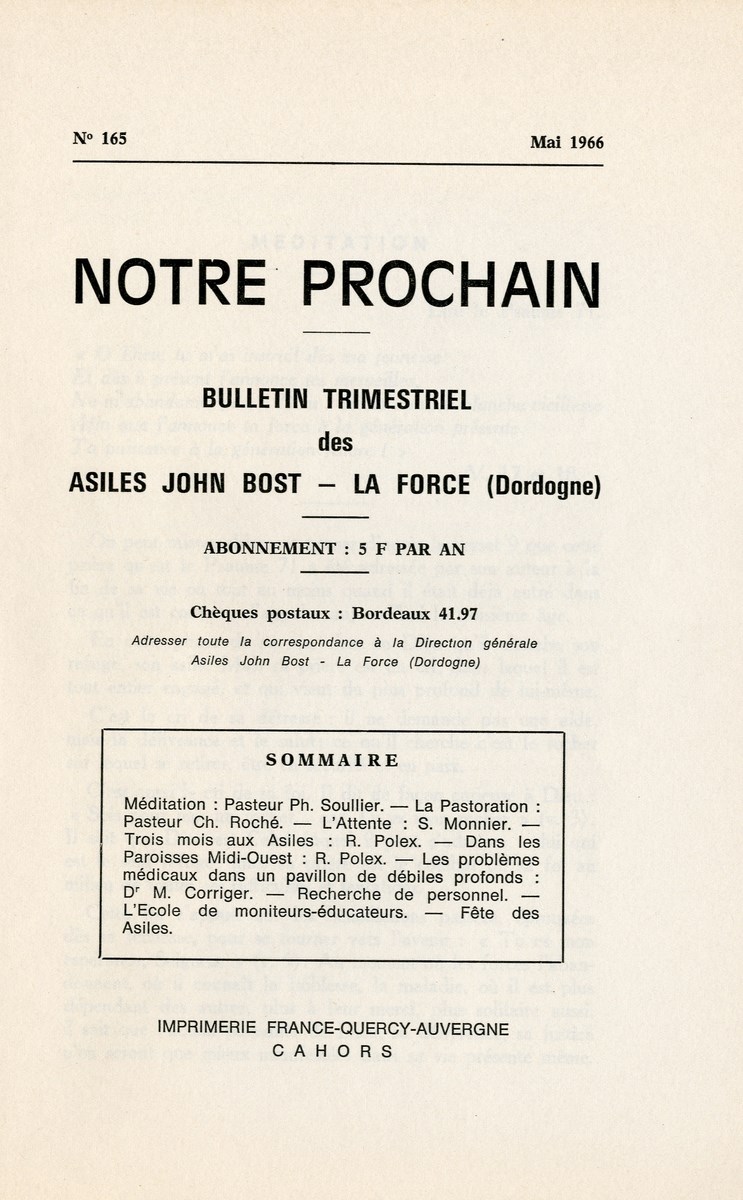 Nº 165
Mai 1966
NOTRE PROCHAIN
BULLETIN TRIMESTRIEL
des
ASILES JOHN BOST — LA FORCE (Dordogne)
ABONNEMENT : 5 F PAR AN
Chèques postaux : Bordeaux 41.97
Adresser toute la correspondance à la Direction générale
Asiles John Bost - La Force (Dordogne)
SOMMAIRE
Méditation : Pasteur Ph. Soullier. — La Pastoration :
Pasteur Ch. Roché. — L'Attente : S. Monnier. —
Trois mois aux Asiles : R. Polex. — Dans les
Paroisses Midi-Ouest : R. Polex. — Les problèmes
médicaux dans un pavillon de débiles profonds :
Dʳ M. Corriger. — Recherche de personnel. —
L'Ecole de moniteurs-éducateurs. — Fête des
Asiles.
IMPRIMERIE FRANCE-QUERCY-AUVERGNE
CAHORS